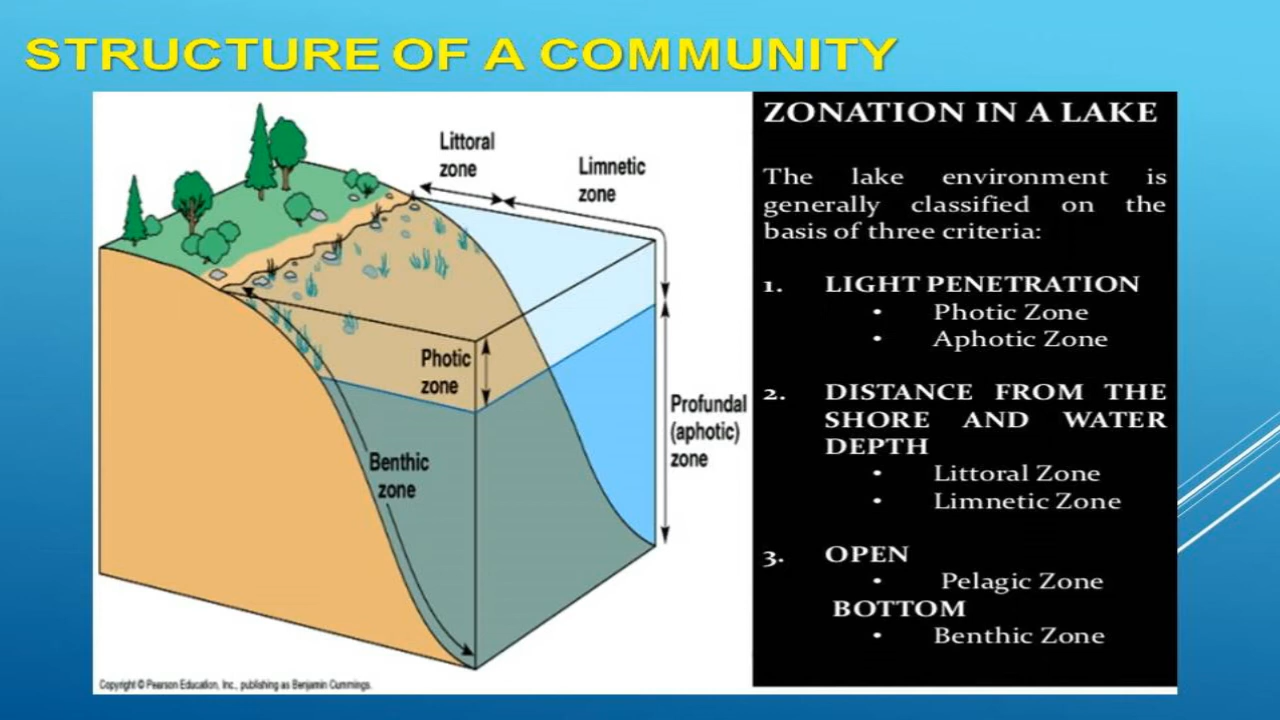 STRUCTURE OF A COMMUNITY
Littoral
zone
Limnetic
zone
Photic
zone
Benthic
zone
Profundal
(aphotic)
zone
Copyright © Pearson Education, Inc., publishing as Benjamin Cummings.
ZONATION IN A LAKE
The lake environment is
generally classified on the
basis of three criteria:
1. LIGHT PENETRATION
• Photic Zone
• Aphotic Zone
2. DISTANCE FROM THE
SHORE AND WATER
DEPTH
• Littoral Zone
• Limnetic Zone
3. OPEN
• Pelagic Zone
BOTTOM
• Benthic Zone